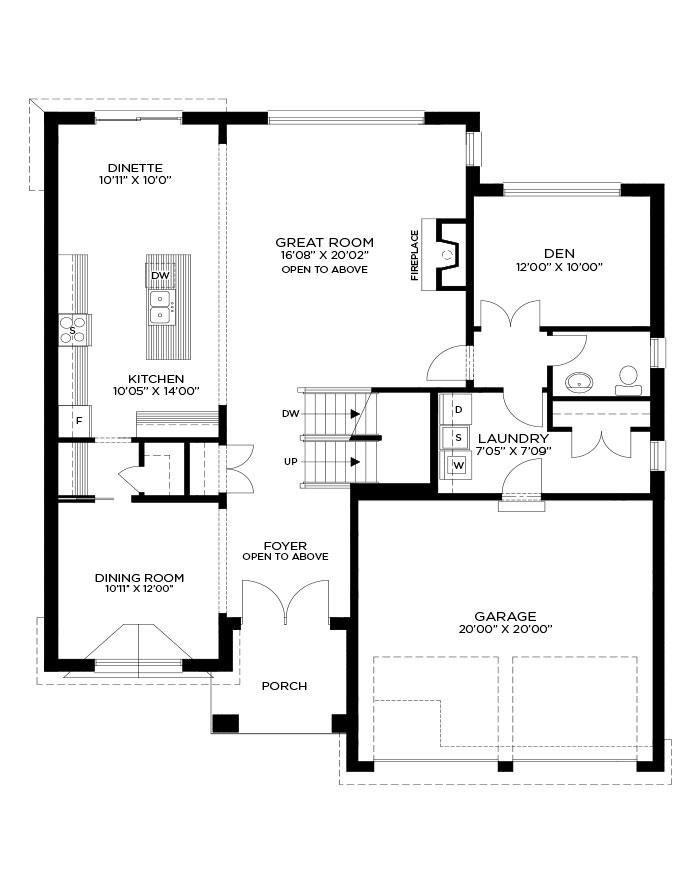 DINETTE
10'11" X 10'0"
GREAT ROOM
16'08" X 20'02"
OPEN TO ABOVE
FIREPLACE
DEN
12'00" X 10'00"
DW
S
KITCHEN
10'05" X 14'00"
F
DW
UP
D
S
W
LAUNDRY
7'05" X 7'09"
FOYER
OPEN TO ABOVE
DINING ROOM
10'11" X 12'00"
GARAGE
20'00" X 20'00"
PORCH